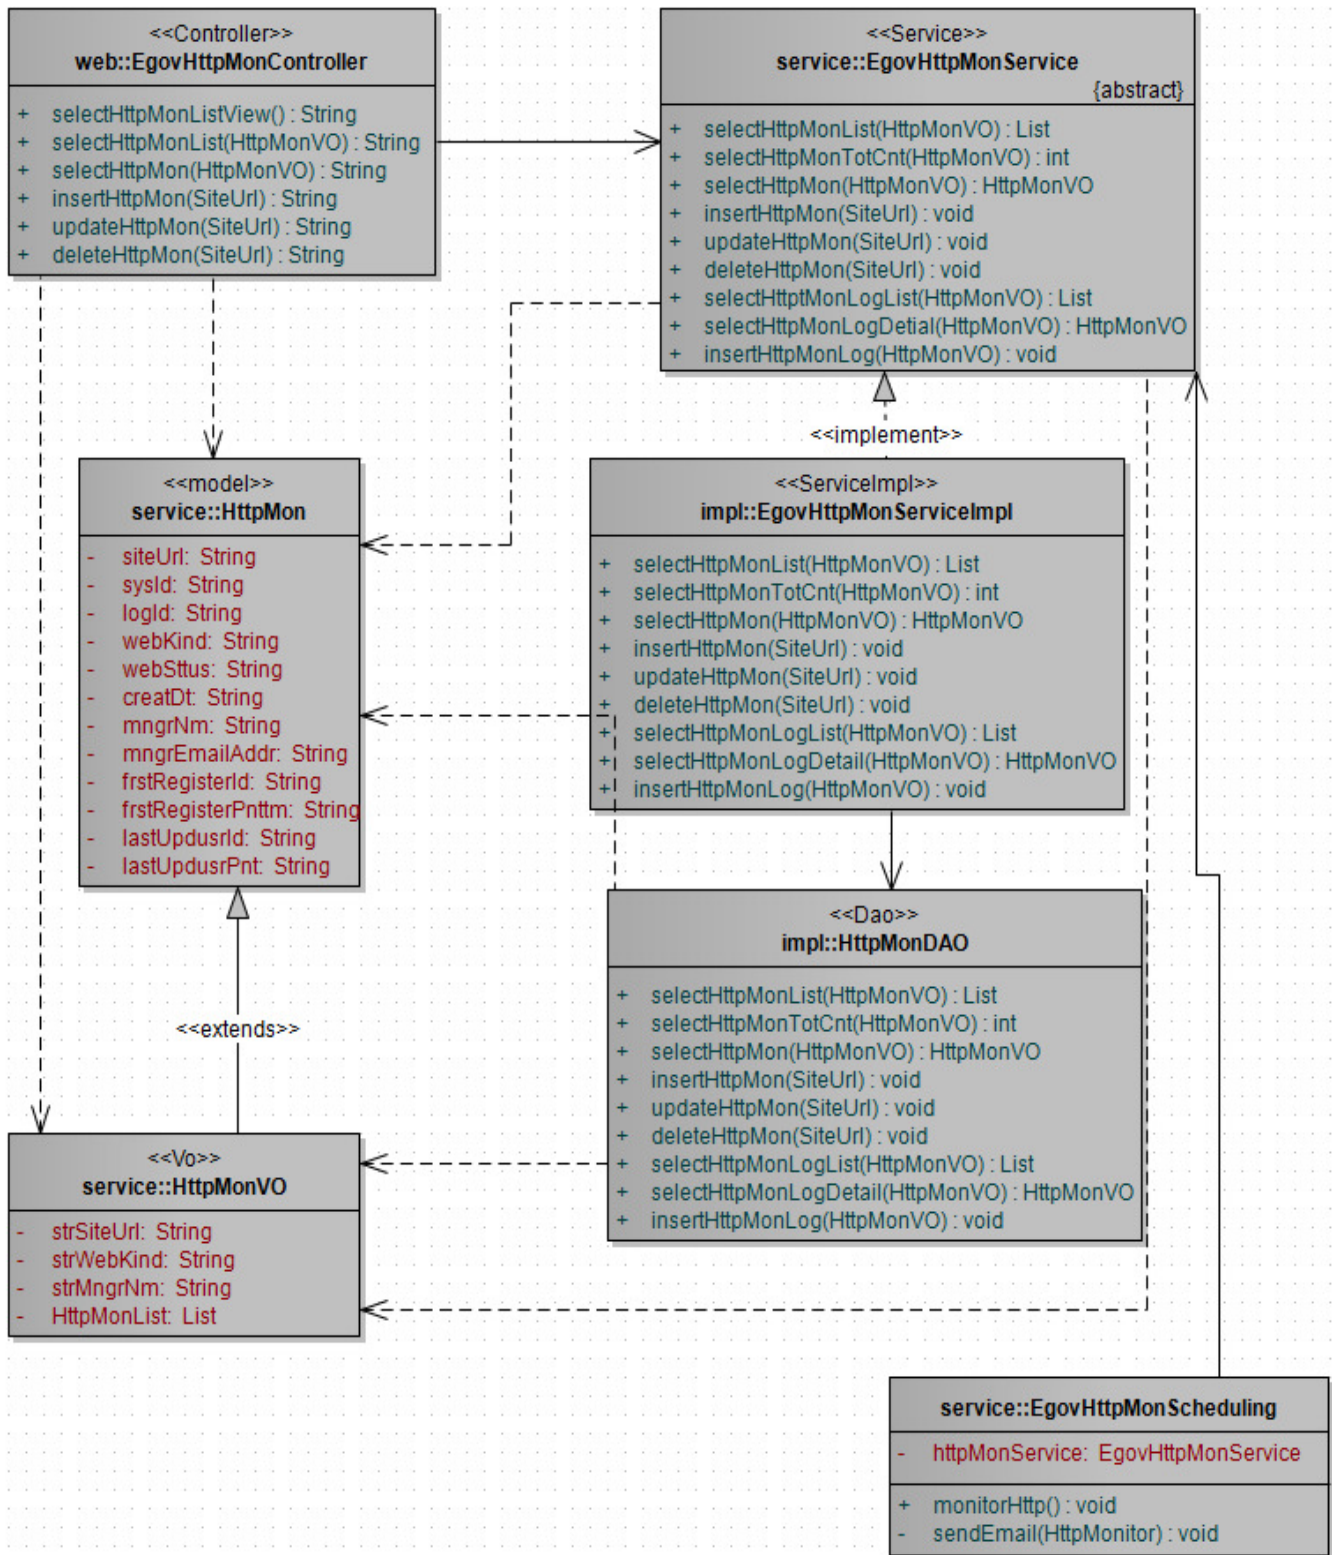 <<Controller>>
web::EgovHttpMonController
+ selectHttpMonListView() : String
+ selectHttpMonList(HttpMonVO) : String
+ selectHttpMon(HttpMonVO) : String
+ insertHttpMon(SiteUrl) : String
+ updateHttpMon(SiteUrl) : String
+ deleteHttpMon(SiteUrl) : String
<<Service>>
service::EgovHttpMonService
{abstract}
+ selectHttpMonList(HttpMonVO) : List
+ selectHttpMonTotCnt(HttpMonVO) : int
+ selectHttpMon(HttpMonVO) : HttpMonVO
+ insertHttpMon(SiteUrl) : void
+ updateHttpMon(SiteUrl) : void
+ deleteHttpMon(SiteUrl) : void
+ selectHttptMonLogList(HttpMonVO) : List
+ selectHttpMonLogDetial(HttpMonVO) : HttpMonVO
+ insertHttpMonLog(HttpMonVO) : void
<<implement>>
<<model>>
service::HttpMon
- siteUrl: String
- sysId: String
- logId: String
- webKind: String
- webSttus: String
- creatDt: String
- mngrNm: String
- mngrEmailAddr: String
- frstRegisterId: String
- frstRegisterPnttm: String
- lastUpdusrId: String
- lastUpdusrPnt: String
<<ServiceImpl>>
impl::EgovHttpMonServiceImpl
+ selectHttpMonList(HttpMonVO) : List
+ selectHttpMonTotCnt(HttpMonVO) : int
+ selectHttpMon(HttpMonVO) : HttpMonVO
+ insertHttpMon(SiteUrl) : void
+ updateHttpMon(SiteUrl) : void
+ deleteHttpMon(SiteUrl) : void
+ selectHttpMonLogList(HttpMonVO) : List
+ selectHttpMonLogDetail(HttpMonVO) : HttpMonVO
+ insertHttpMonLog(HttpMonVO) : void
<<extends>>
<<Dao>>
impl::HttpMonDAO
+ selectHttpMonList(HttpMonVO) : List
+ selectHttpMonTotCnt(HttpMonVO) : int
+ selectHttpMon(HttpMonVO) : HttpMonVO
+ insertHttpMon(SiteUrl) : void
+ updateHttpMon(SiteUrl) : void
+ deleteHttpMon(SiteUrl) : void
+ selectHttpMonLogList(HttpMonVO) : List
+ selectHttpMonLogDetail(HttpMonVO) : HttpMonVO
+ insertHttpMonLog(HttpMonVO) : void
<<Vo>>
service::HttpMonVO
- strSiteUrl: String
- strWebKind: String
- strMngrNm: String
- HttpMonList: List
service::EgovHttpMonScheduling
- httpMonService: EgovHttpMonService
+ monitorHttp() : void
- sendEmail(HttpMonitor) : void